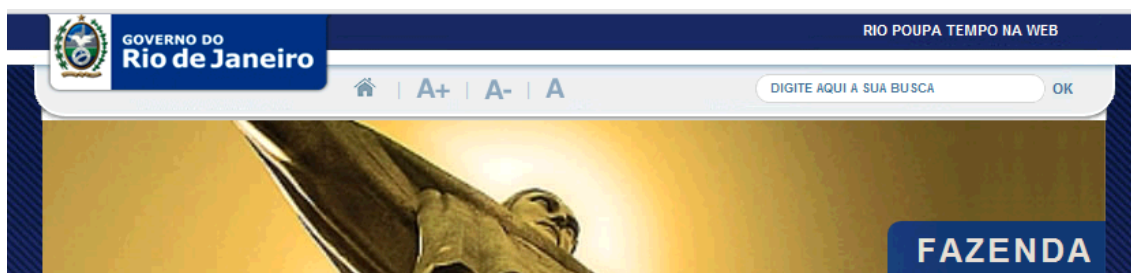 GOVERNO DO
Rio de Janeiro
RIO POUPA TEMPO NA WEB
A+ | A- | A
DIGITE AQUI A SUA BUSCA
OK
FAZENDA